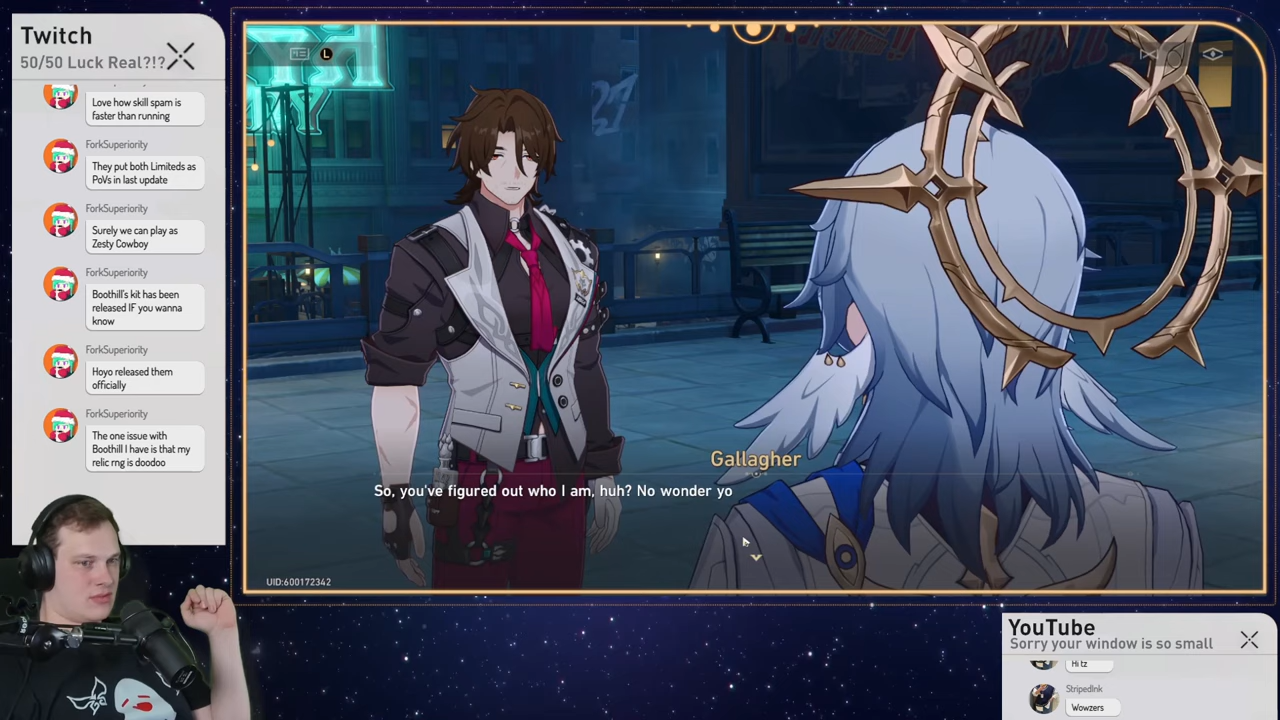 Twitch
50/50 Luck Real?!?
Love how skill spam is
faster than running
ForkSuperiority
They put both Limiteds as
PoVs in last update
ForkSuperiority
Surely we can play as
Zesty Cowboy
ForkSuperiority
Boothill's kit has been
released IF you wanna
know
ForkSuperiority
Hoyo released them
officially
ForkSuperiority
The one issue with
Boothill I have is that my
relic rng is doodoo
L
27
Gallagher
So, you've figured out who I am, huh? No wonder yo
UID:600172342
YouTube
Sorry your window is so small
Hi tz
StripedInk
Wowzers